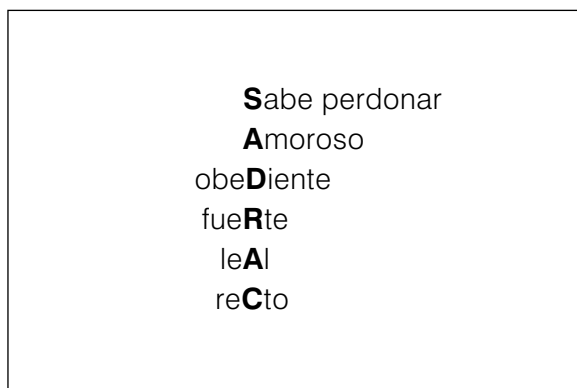 Sabe perdonar
Amoroso
obeDiente
fueRte
leAl
reCto